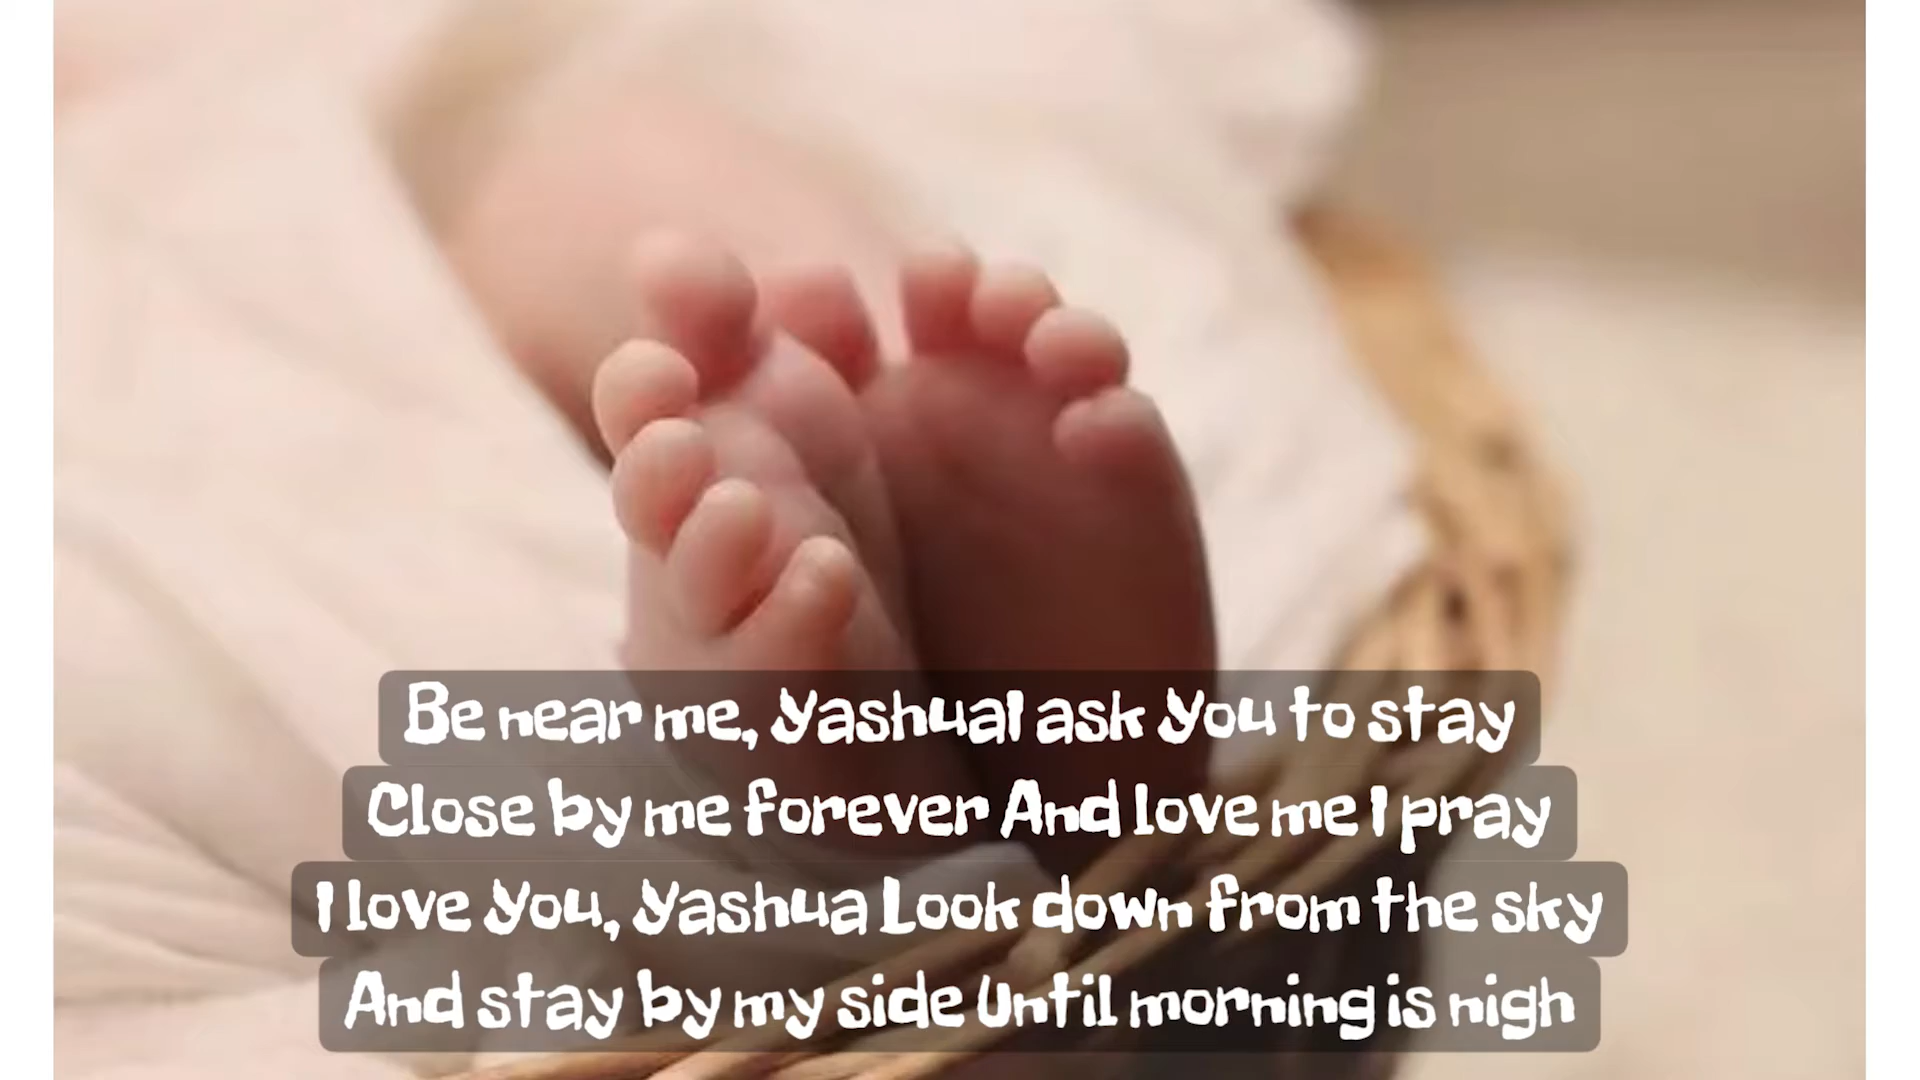 Be near me, YashuaI ask You to stay
Close by me forever And love me I pray
I love You, Yashua Look down from the sky
And stay by my side Until morning is nigh